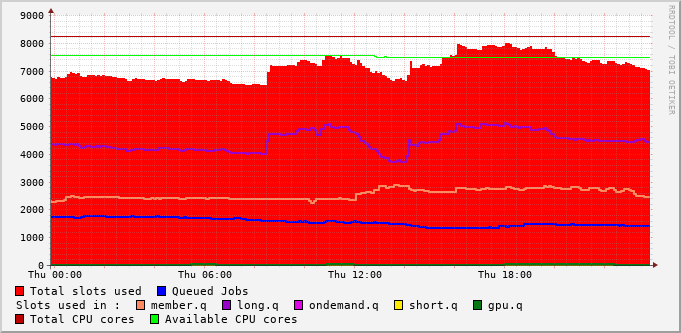 9000
8000
7000
6000
5000
4000
3000
2000
1000
0
Thu 00:00 Thu 06:00 Thu 12:00 Thu 18:00
RRDTOOL / TOBI OETIKER
Total slots used Queued Jobs
Slots used in : member.q long.q ondemand.q short.q gpu.q
Total CPU cores Available CPU cores